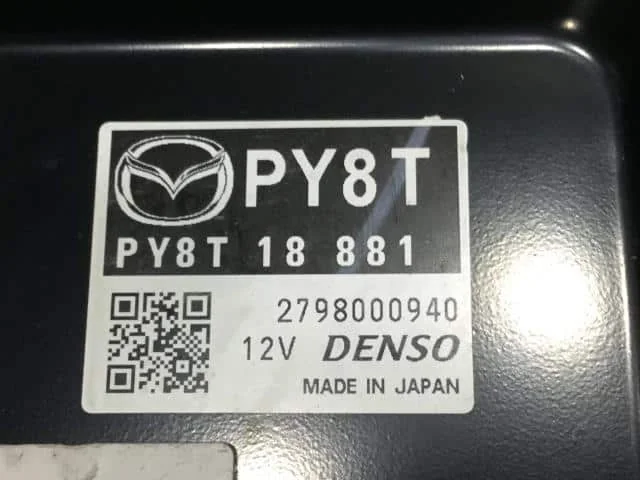 PY8T
PY8T 18 881
2798000940
12V DENSO
MADE IN JAPAN